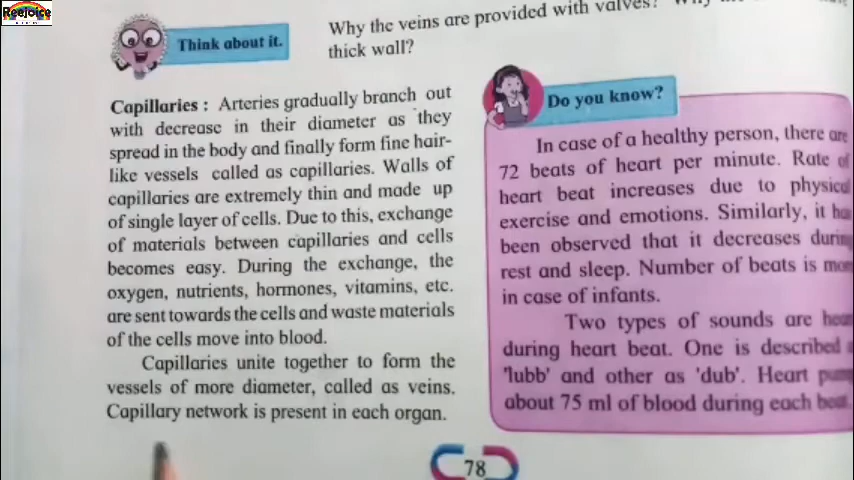 Reejoice
Think about it.
Why the veins are provided with valves?
thick wall?
Capillaries : Arteries gradually branch out
with decrease in their diameter as they
spread in the body and finally form fine hair-
like vessels called as capillaries. Walls of
capillaries are extremely thin and made up
of single layer of cells. Due to this, exchange
of materials between capillaries and cells
becomes easy. During the exchange, the
oxygen, nutrients, hormones, vitamins, etc.
are sent towards the cells and waste materials
of the cells move into blood.
Capillaries unite together to form the
vessels of more diameter, called as veins.
Capillary network is present in each organ.
Do you know?
In case of a healthy person, there are
72 beats of heart per minute. Rate of
heart beat increases due to physical
exercise and emotions. Similarly, it has
been observed that it decreases during
rest and sleep. Number of beats is more
in case of infants.
Two types of sounds are heard
during heart beat. One is described
'lubb' and other as 'dub'. Heart
about 75 ml of blood during each beat.
78